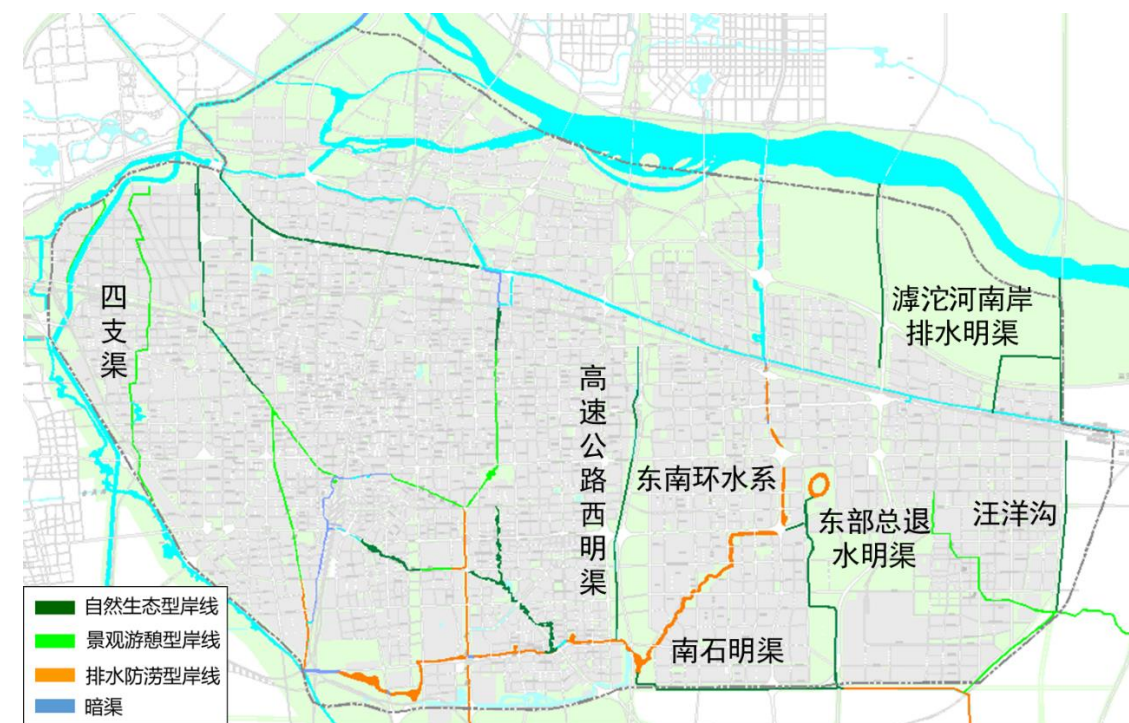 四支渠
高速公路西明渠
滹沱河南岸
排水明渠
东南环水系
东部总退
水明渠
汪洋沟
南石明渠
自然生态型岸线
景观游憩型岸线
排水防涝型岸线
暗渠